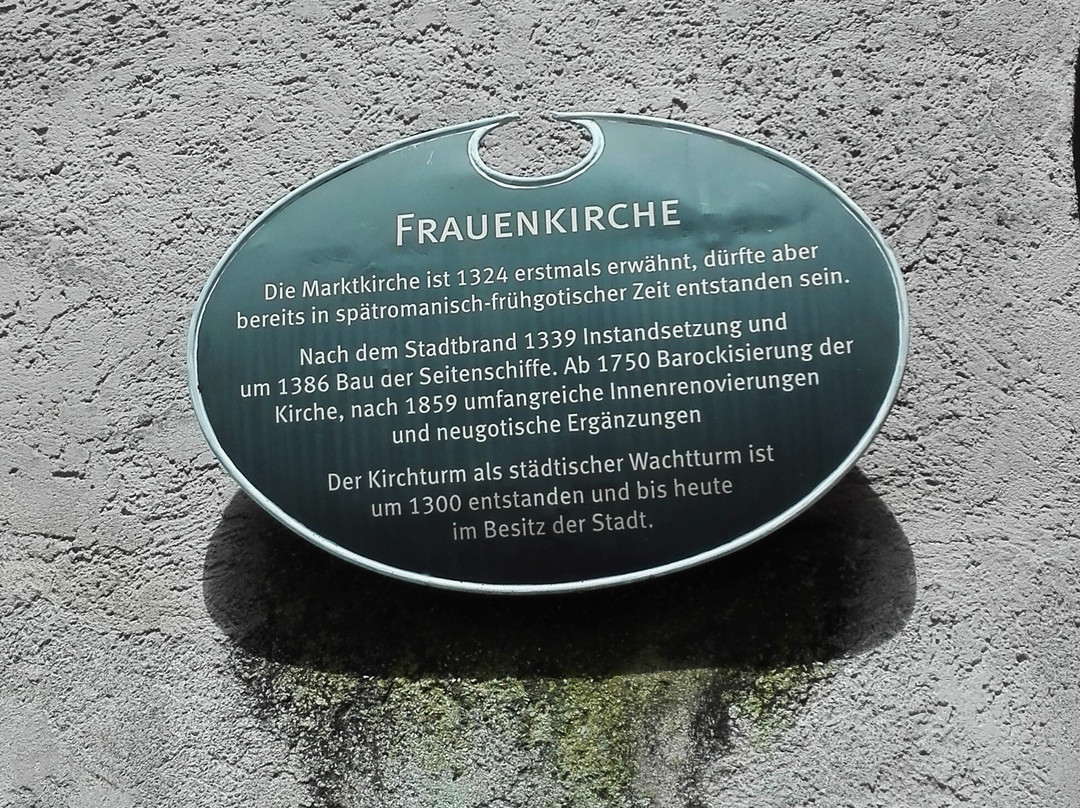 FRAUENKIRCHE
Die Marktkirche ist 1324 erstmals erwähnt, dürfte aber
bereits in spätromanisch-frühgotischer Zeit entstanden sein.
Nach dem Stadtbrand 1339 Instandsetzung und
um 1386 Bau der Seitenschiffe. Ab 1750 Barockisierung der
Kirche, nach 1859 umfangreiche Innenrenovierungen
und neugotische Ergänzungen
Der Kirchturm als städtischer Wachtturm ist
um 1300 entstanden und bis heute
im Besitz der Stadt.